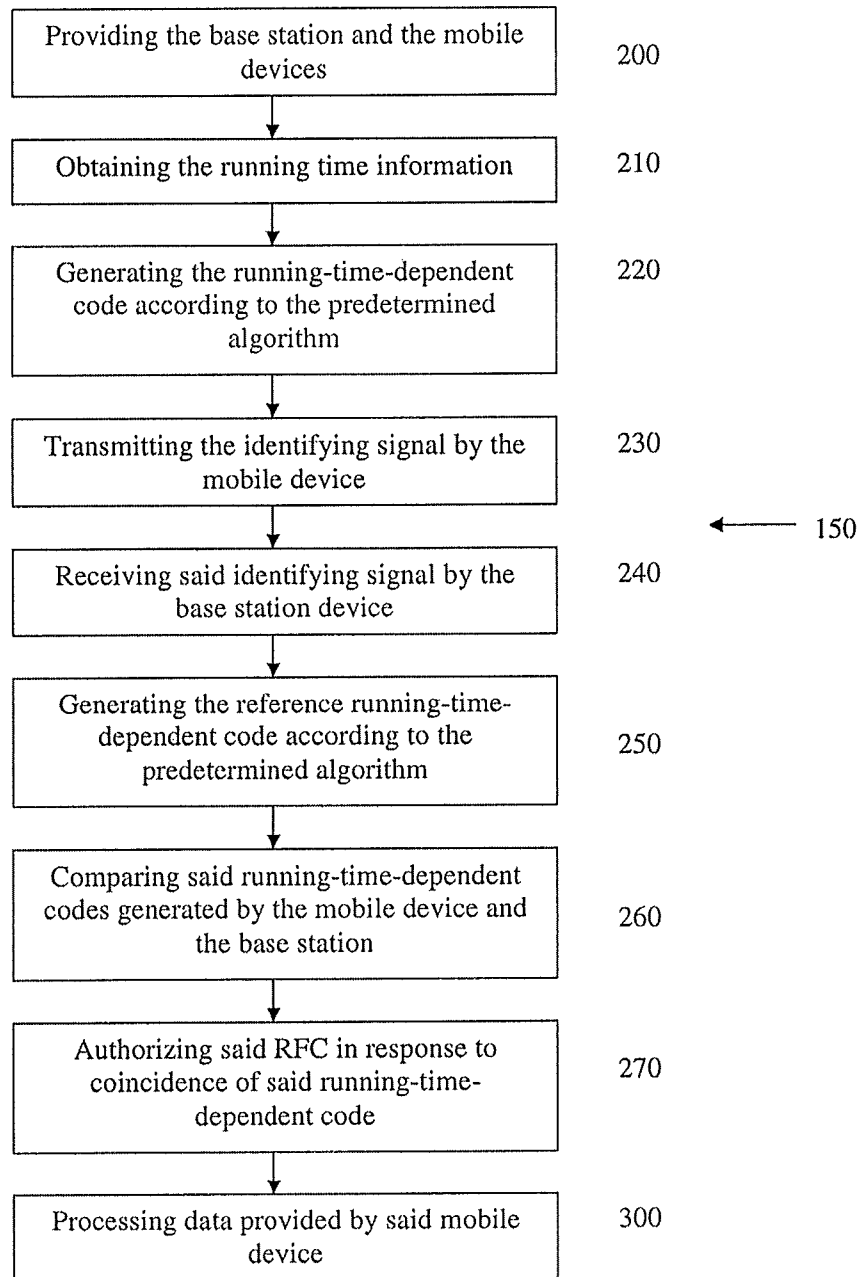 Providing the base station and the mobile
devices
200
Obtaining the running time information
210
Generating the running-time-dependent
code according to the predetermined
algorithm
220
Transmitting the identifying signal by the
mobile device
230
150
Receiving said identifying signal by the
base station device
240
Generating the reference running-time-
dependent code according to the
predetermined algorithm
250
Comparing said running-time-dependent
codes generated by the mobile device and
the base station
260
Authorizing said RFC in response to
coincidence of said running-time-
dependent code
270
Processing data provided by said mobile
device
300